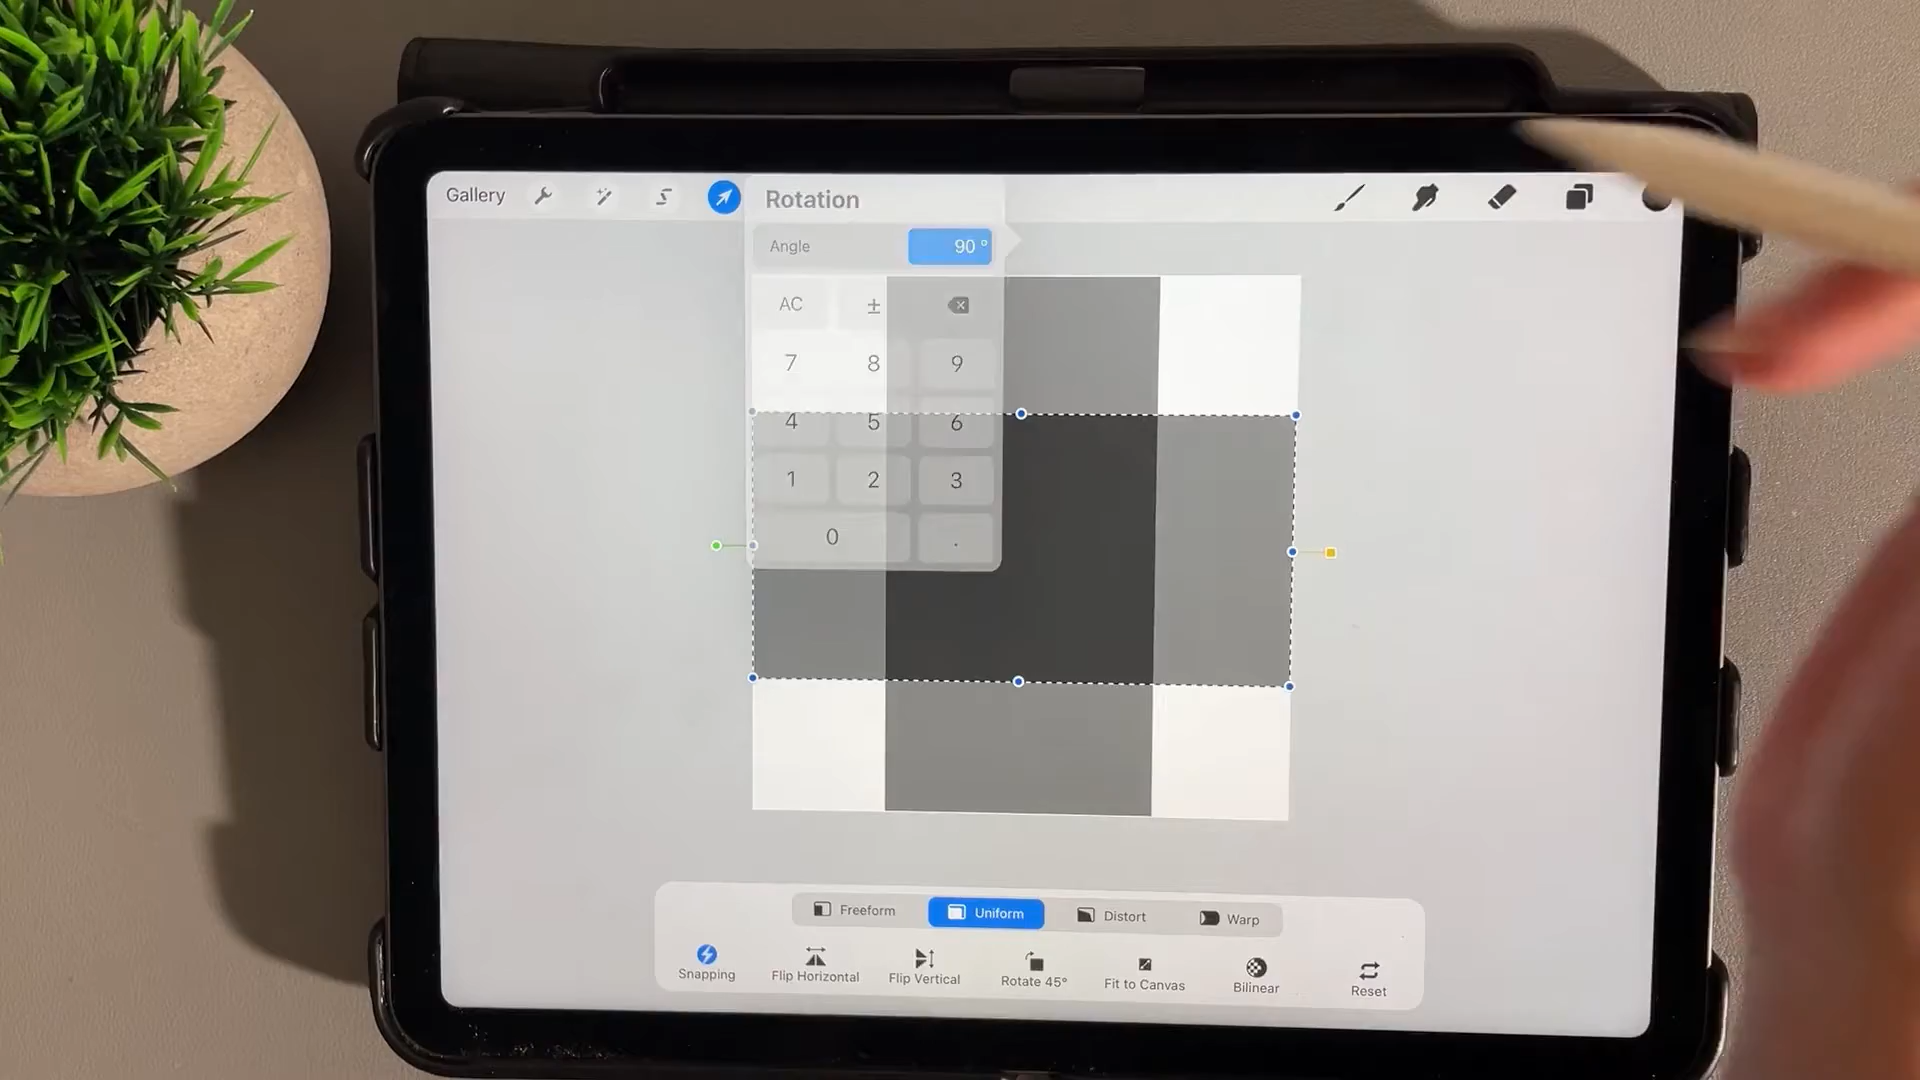 Gallery
Rotation
Angle 90 °
AC ±
7 8 9
4 5 6
1 2 3
0 .
Freeform Uniform Distort Warp
Snapping Flip Horizontal Flip Vertical Rotate 45° Fit to Canvas Bilinear Reset